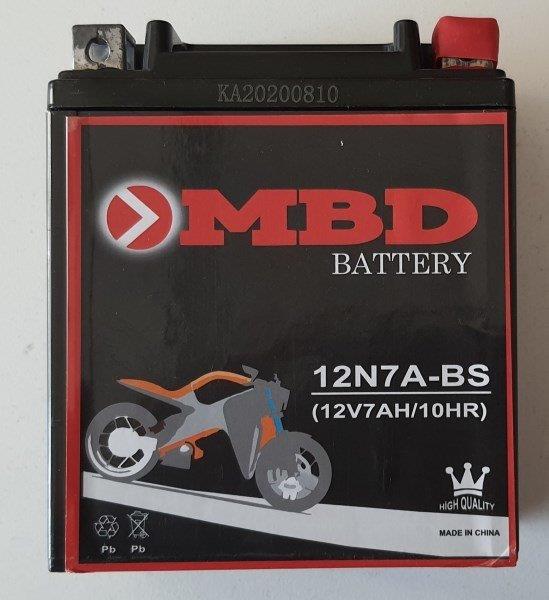 KA20200810
MBD
BATTERY
12N7A-BS
(12V7AH/10HR)
HIGH QUALITY
MADE IN CHINA
Pb Pb